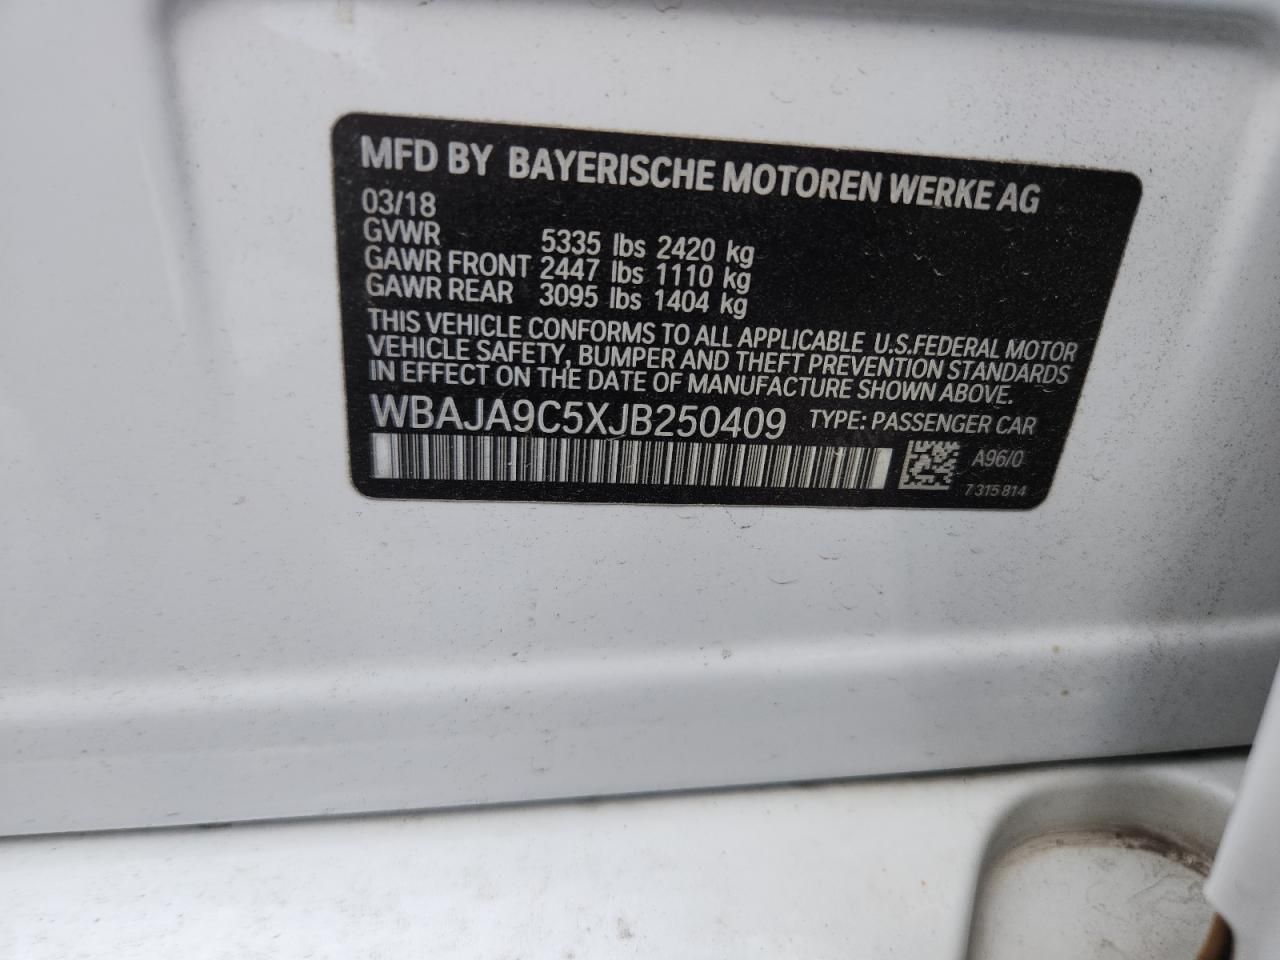 MFD BY BAYERISCHE MOTOREN WERKE AG
03/18
GVWR 5335 lbs 2420 kg
GAWR FRONT 2447 lbs 1110 kg
GAWR REAR 3095 lbs 1404 kg
THIS VEHICLE CONFORMS TO ALL APPLICABLE U.S.FEDERAL MOTOR
VEHICLE SAFETY, BUMPER AND THEFT PREVENTION STANDARDS
IN EFFECT ON THE DATE OF MANUFACTURE SHOWN ABOVE.
WBAJA9C5XJB250409 TYPE: PASSENGER CAR
A96/0
7 315 814